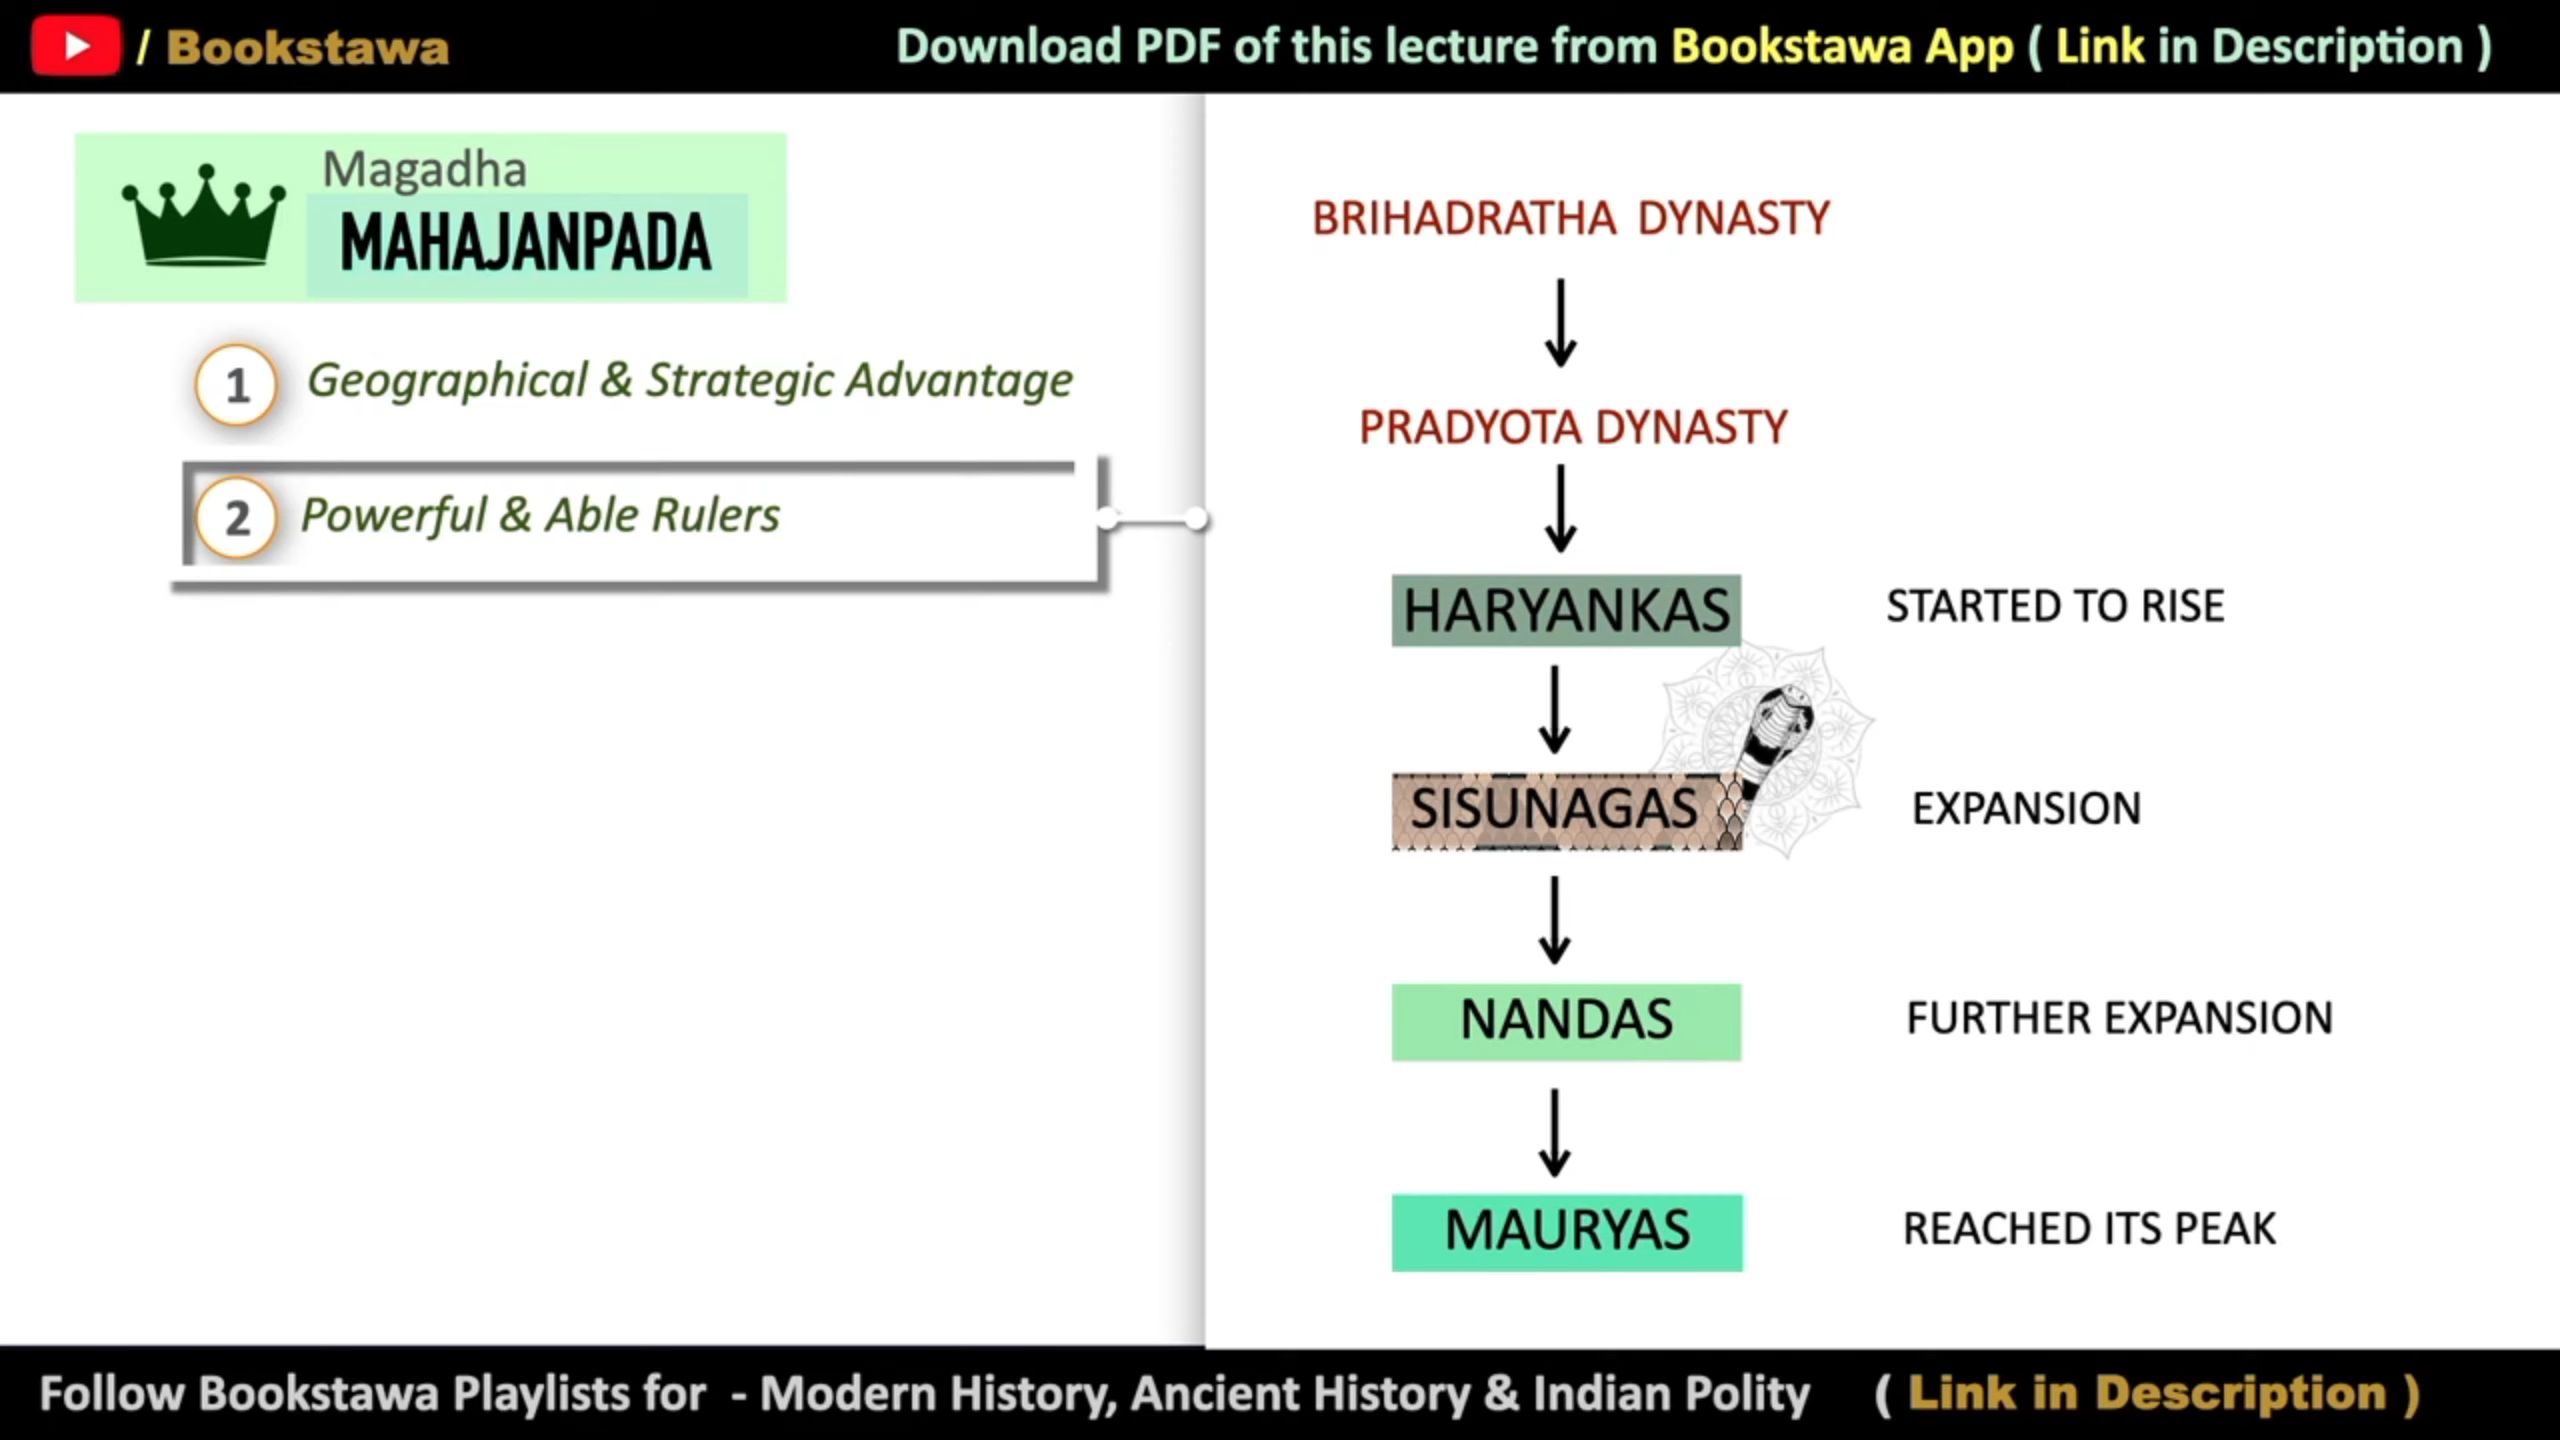 / Bookstawa
Download PDF of this lecture from Bookstawa App ( Link in Description )
Magadha
MAHAJANPADA
1 Geographical & Strategic Advantage
2 Powerful & Able Rulers
BRIHADRATHA DYNASTY
PRADYOTA DYNASTY
HARYANKAS STARTED TO RISE
SISUNAGAS EXPANSION
NANDAS FURTHER EXPANSION
MAURYAS REACHED ITS PEAK
Follow Bookstawa Playlists for - Modern History, Ancient History & Indian Polity ( Link in Description )